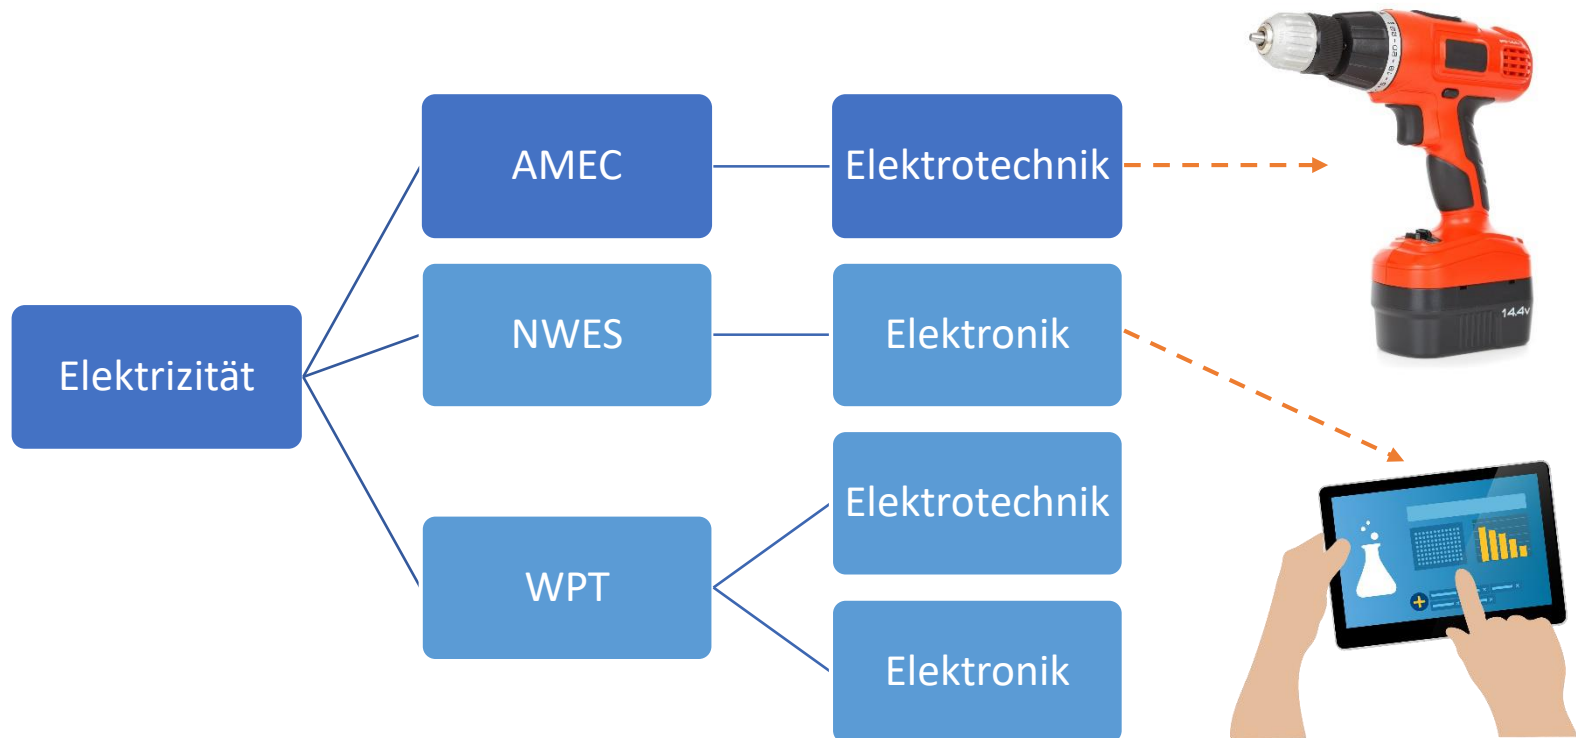 AMEC
Elektrotechnik
NWES
Elektronik
Elektrizität
Elektrotechnik
WPT
Elektronik
14.4v